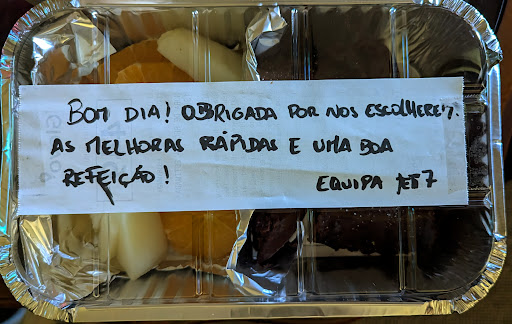 BOM DIA! OBRIGADA POR NOS ESCOLHEREM.
AS MELHORAS RÁPIDAS E UMA BOA
REFEIÇÃO! EQUIPA